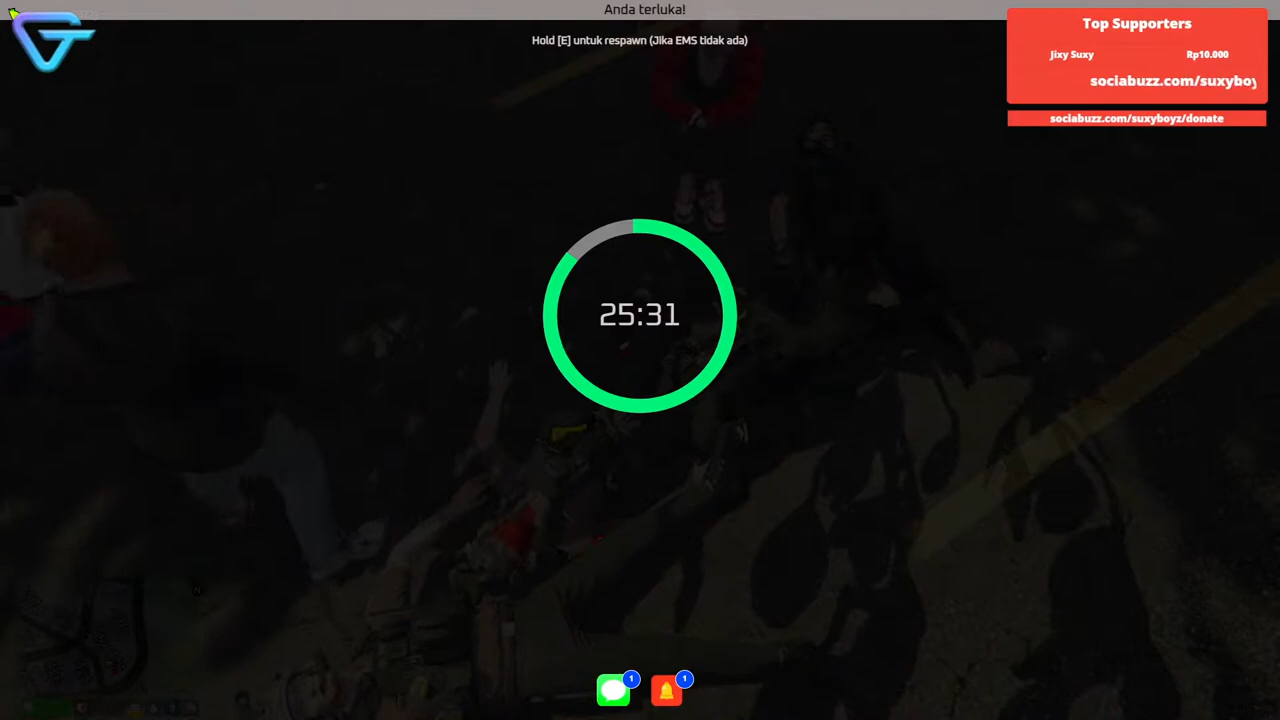 Anda terluka!
Hold [E] untuk respawn (Jika EMS tidak ada)
Top Supporters
Jixy Suxy Rp10.000
sociabuzz.com/suxyboy
sociabuzz.com/suxyboyz/donate
25:31
1 1